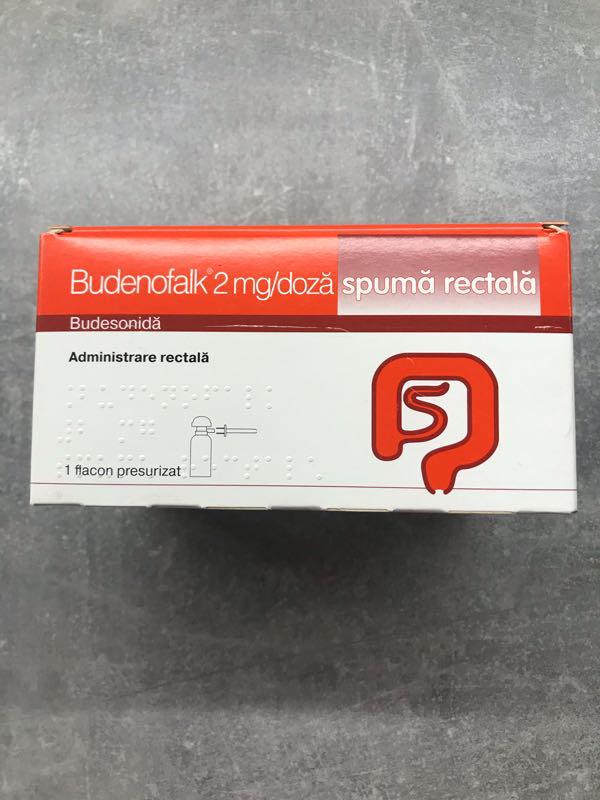 Budenofalk® 2 mg/doză spumă rectală
Budesonidă
Administrare rectală
1 flacon presurizat